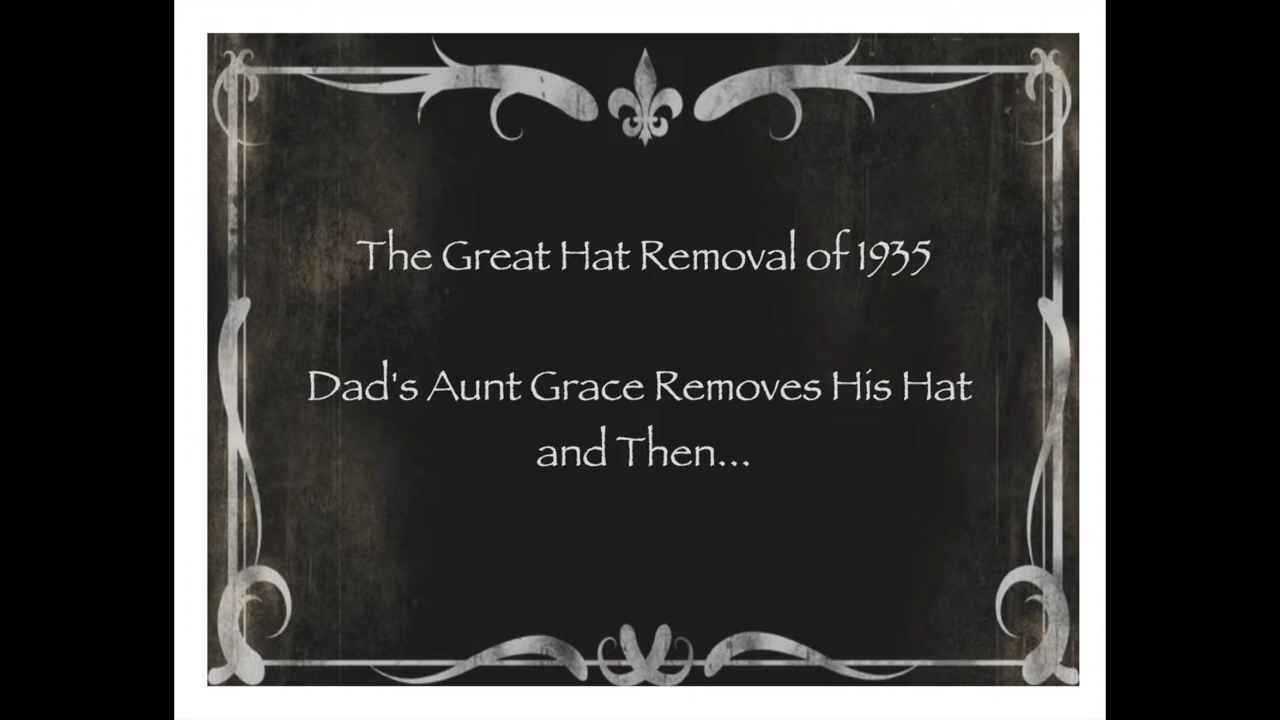 The Great Hat Removal of 1935
Dad's Aunt Grace Removes His Hat
and Then...